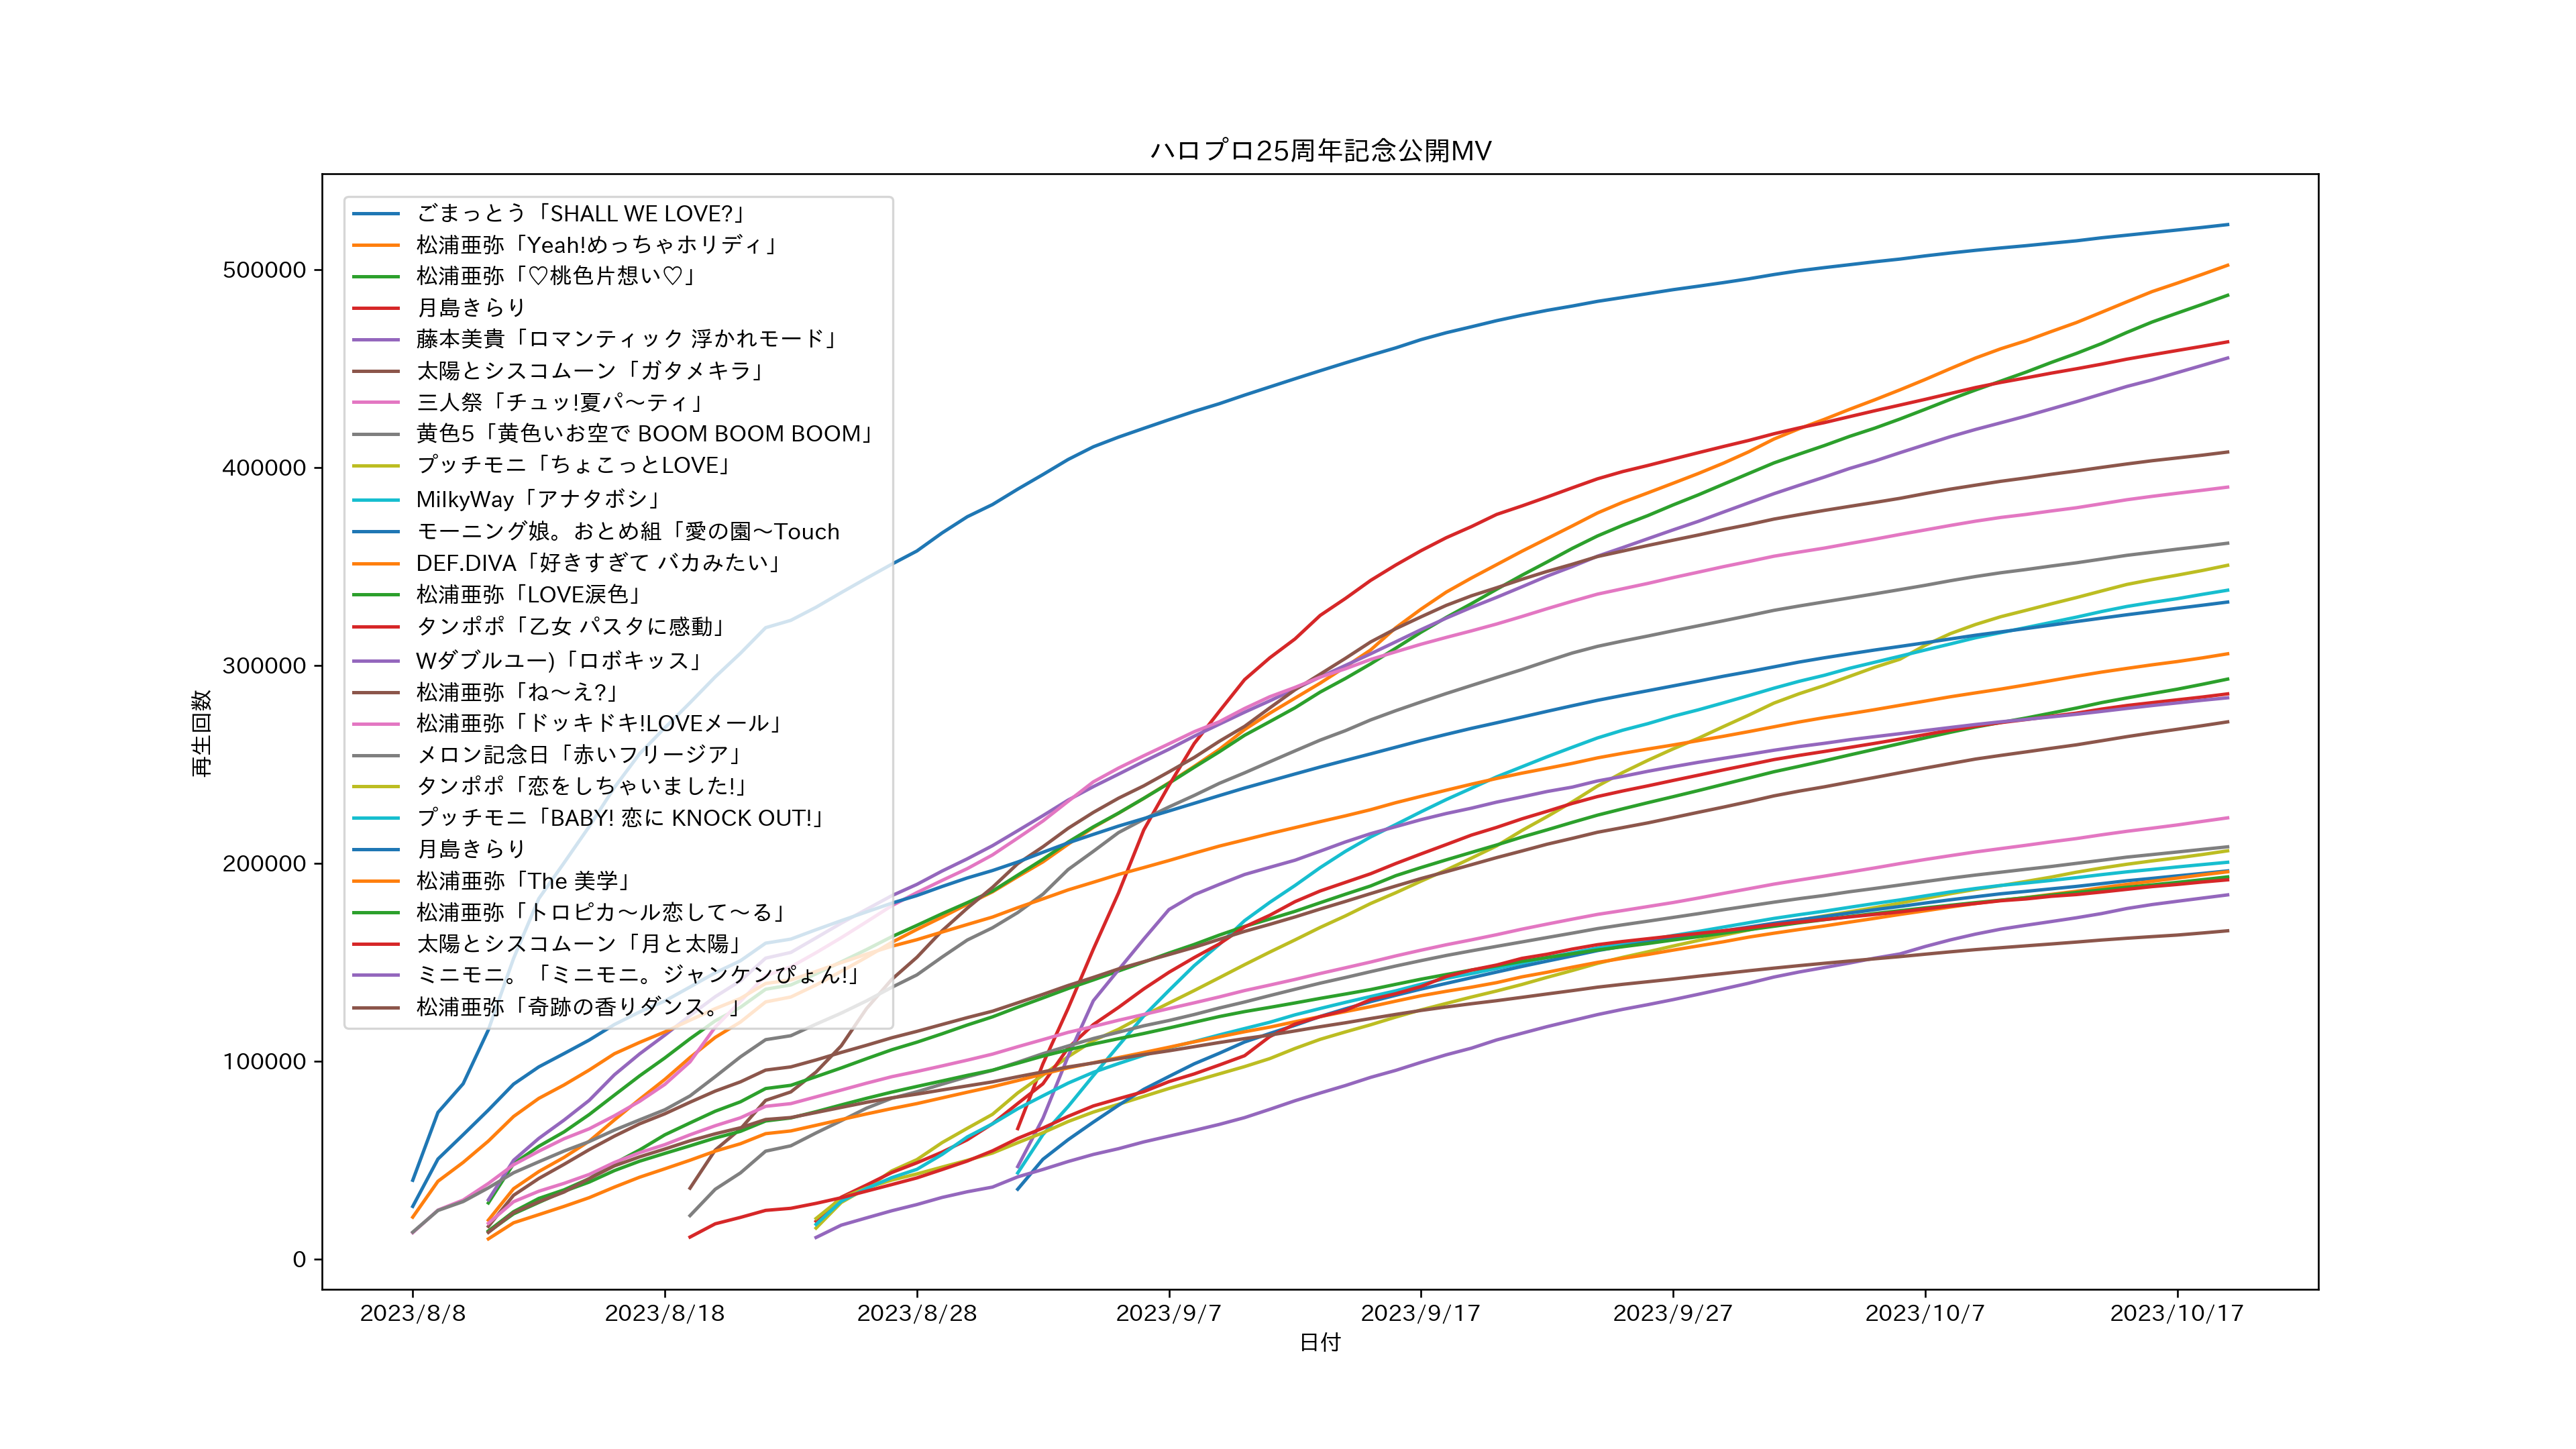 ハロプロ25周年記念公開MV
ごまっとう「SHALL WE LOVE?」
松浦亜弥「Yeah!めっちゃホリディ」
松浦亜弥「♡桃色片想い♡」
月島きらり
藤本美貴「ロマンティック 浮かれモード」
太陽とシスコムーン「ガタメキラ」
三人祭「チュッ!夏パ〜ティ」
黄色5「黄色いお空で BOOM BOOM BOOM」
プッチモニ「ちょこっとLOVE」
MilkyWay「アナタボシ」
モーニング娘。おとめ組「愛の園〜Touch
DEF.DIVA「好きすぎて バカみたい」
松浦亜弥「LOVE涙色」
タンポポ「乙女 パスタに感動」
Wダブルユー)「ロボキッス」
松浦亜弥「ね〜え?」
松浦亜弥「ドッキドキ!LOVEメール」
メロン記念日「赤いフリージア」
タンポポ「恋をしちゃいました!」
プッチモニ「BABY! 恋に KNOCK OUT!」
月島きらり
松浦亜弥「The 美学」
松浦亜弥「トロピカ〜ル恋して〜る」
太陽とシスコムーン「月と太陽」
ミニモニ。「ミニモニ。ジャンケンぴょん!」
松浦亜弥「奇跡の香りダンス。」
再生回数
500000
400000
300000
200000
100000
0
2023/8/8
2023/8/18
2023/8/28
2023/9/7
2023/9/17
2023/9/27
2023/10/7
2023/10/17
日付